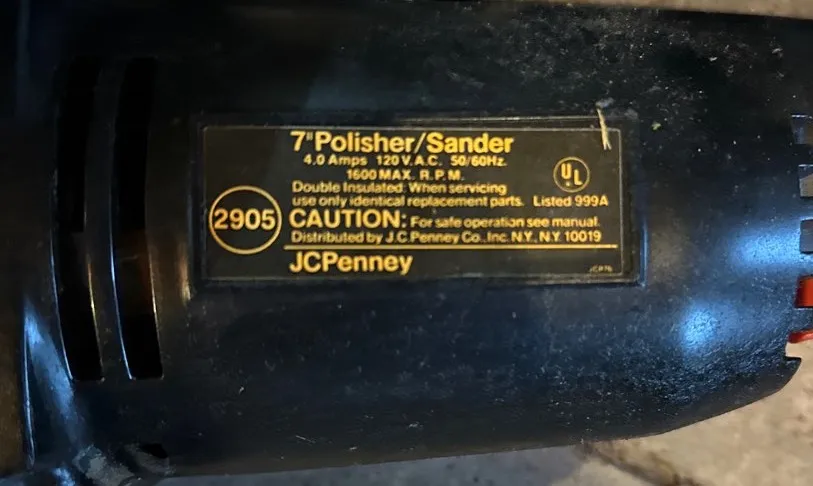 7" Polisher/Sander
4.0 Amps 120 V.A.C. 50/60Hz.
1600 MAX. R.P.M.
Double Insulated: When servicing
use only identical replacement parts. Listed 999A
UL
2905
CAUTION: For safe operation see manual.
Distributed by J.C.Penney Co., Inc. N.Y., N.Y. 10019
JCPenney